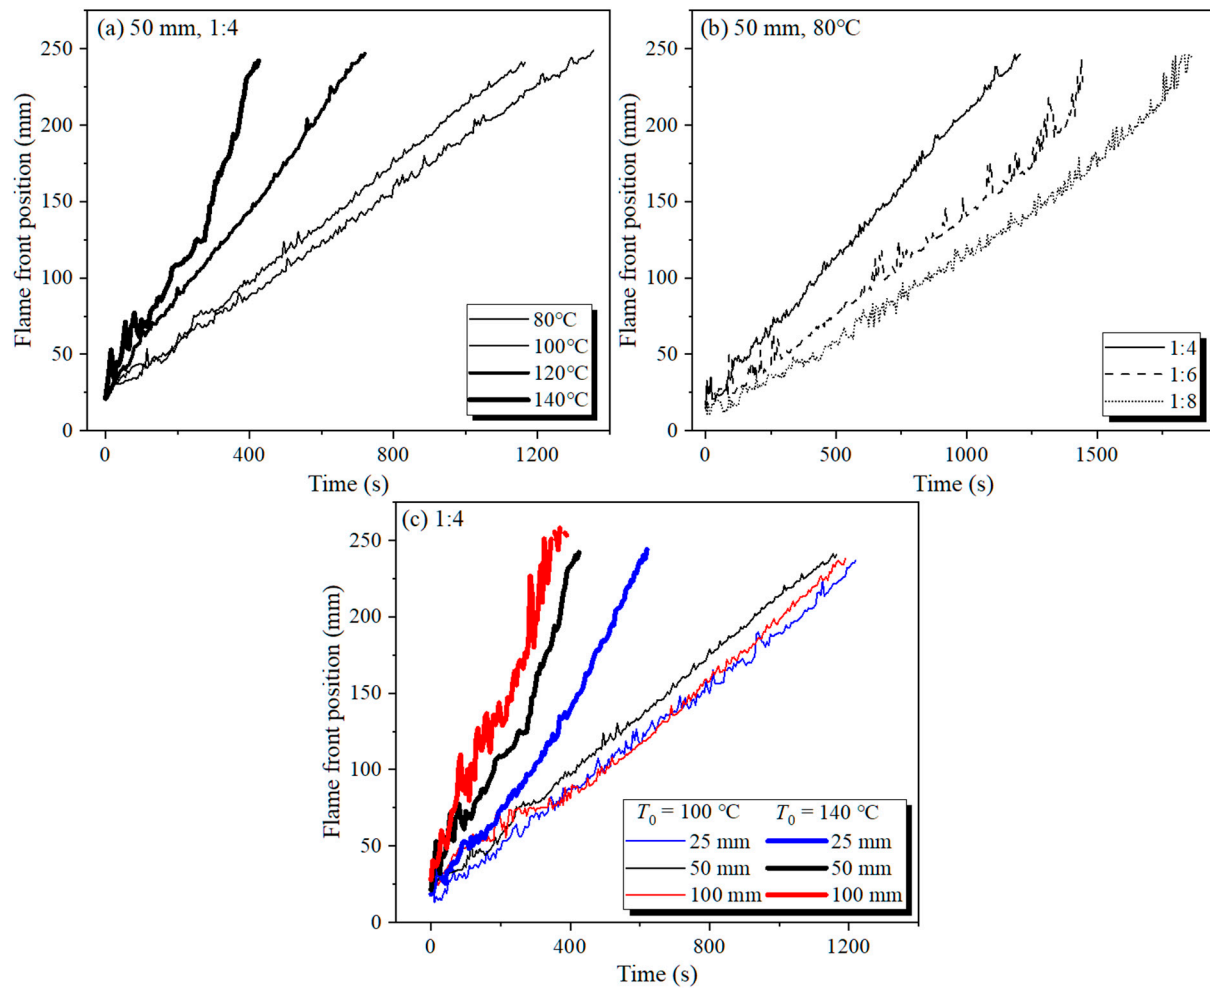 (a) 50 mm, 1:4
Flame front position (mm)
250
200
150
100
50
0
0
400
800
1200
Time (s)
80℃
100℃
120℃
140℃
(b) 50 mm, 80℃
Flame front position (mm)
250
200
150
100
50
0
0
500
1000
1500
Time (s)
1:4
1:6
1:8
(c) 1:4
Flame front position (mm)
250
200
150
100
50
0
0
400
800
1200
Time (s)
T0 = 100 ℃ T0 = 140 ℃
25 mm 25 mm
50 mm 50 mm
100 mm 100 mm